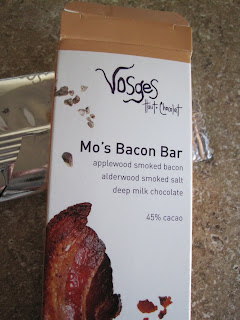 Vosges
Haut-Chocolat
Mo's Bacon Bar
applewood smoked bacon
alderwood smoked salt
deep milk chocolate
45% cacao